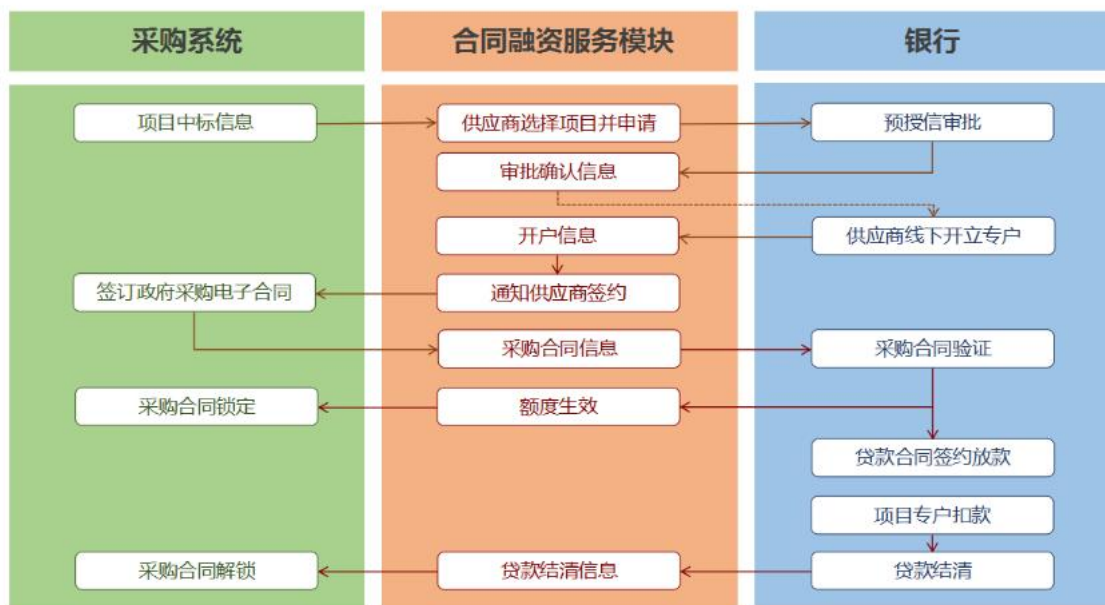 采购系统
合同融资服务模块
银行
项目中标信息
供应商选择项目并申请
预授信审批
审批确认信息
开户信息
供应商线下开立专户
签订政府采购电子合同
通知供应商签约
采购合同信息
采购合同验证
采购合同锁定
额度生效
贷款合同签约放款
项目专户扣款
采购合同解锁
贷款结清信息
贷款结清